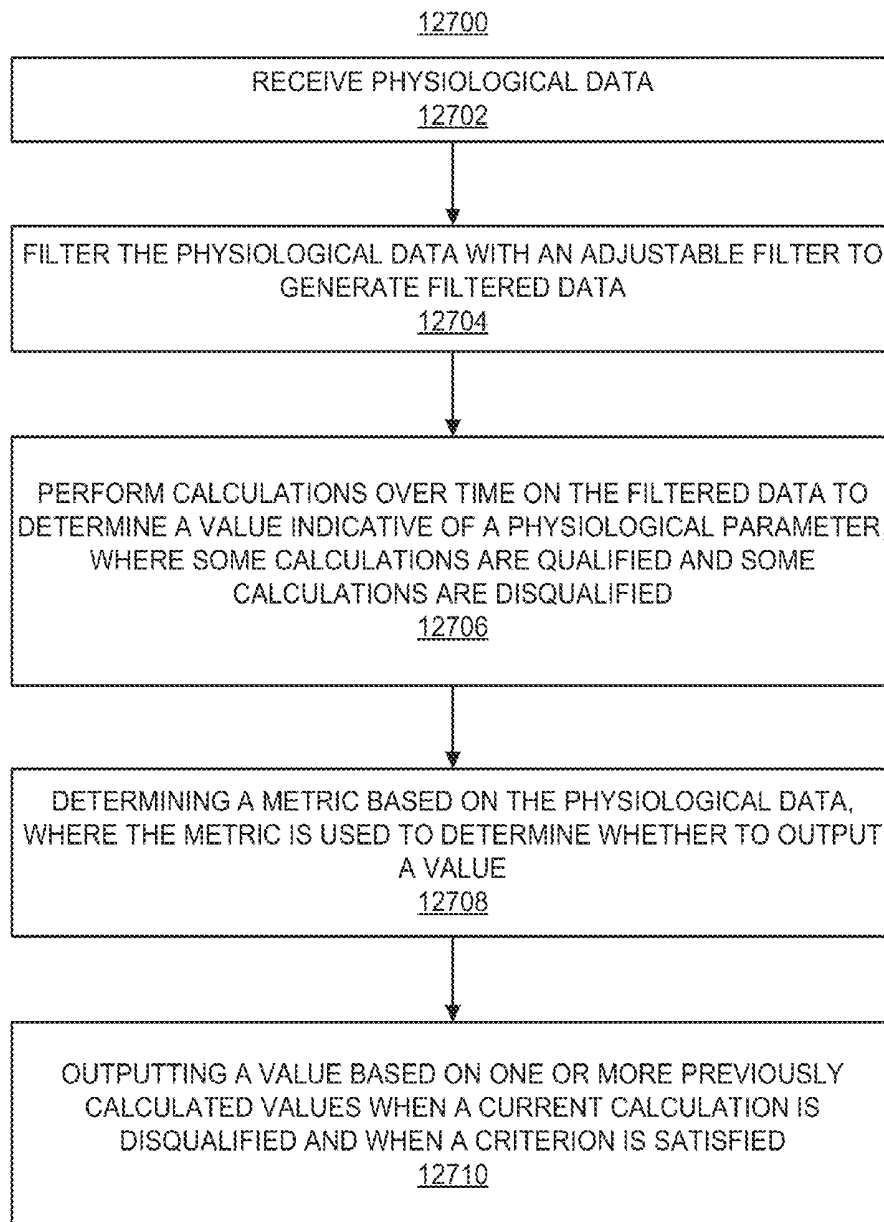 12700
RECEIVE PHYSIOLOGICAL DATA
12702
FILTER THE PHYSIOLOGICAL DATA WITH AN ADJUSTABLE FILTER TO
GENERATE FILTERED DATA
12704
PERFORM CALCULATIONS OVER TIME ON THE FILTERED DATA TO
DETERMINE A VALUE INDICATIVE OF A PHYSIOLOGICAL PARAMETER,
WHERE SOME CALCULATIONS ARE QUALIFIED AND SOME
CALCULATIONS ARE DISQUALIFIED
12706
DETERMINING A METRIC BASED ON THE PHYSIOLOGICAL DATA,
WHERE THE METRIC IS USED TO DETERMINE WHETHER TO OUTPUT
A VALUE
12708
OUTPUTTING A VALUE BASED ON ONE OR MORE PREVIOUSLY
CALCULATED VALUES WHEN A CURRENT CALCULATION IS
DISQUALIFIED AND WHEN A CRITERION IS SATISFIED
12710